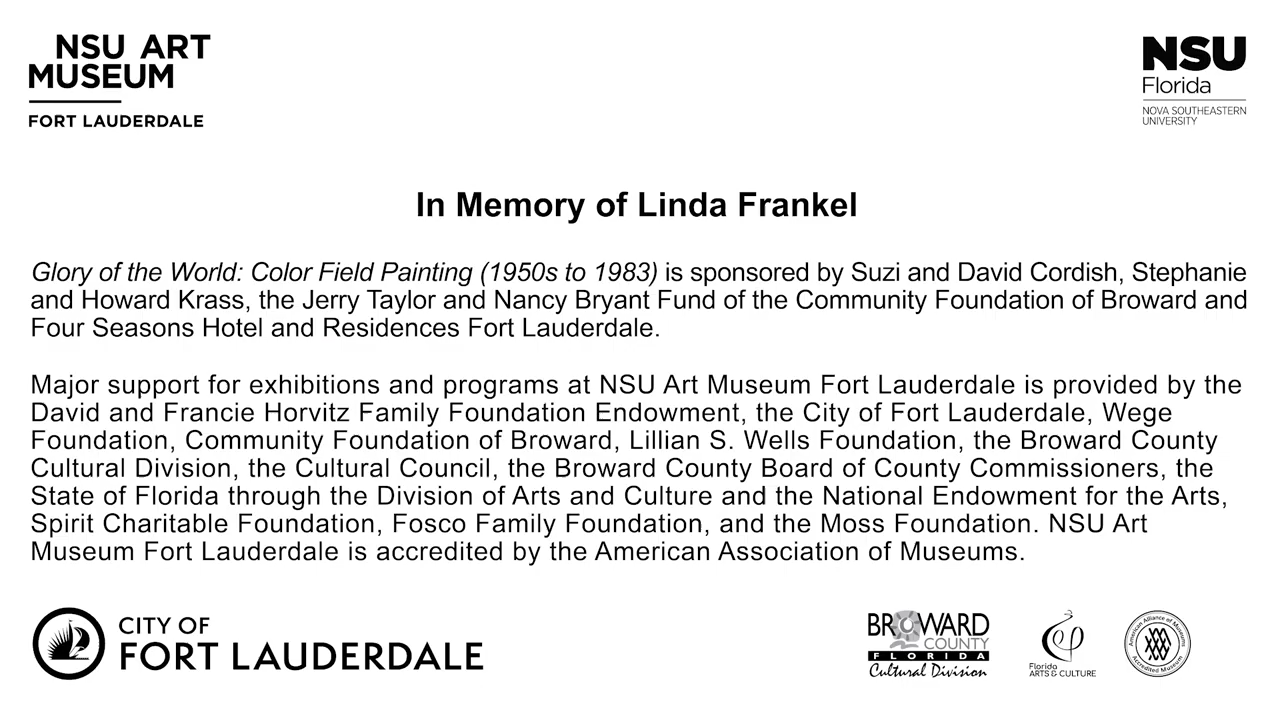 NSU ART
MUSEUM
FORT LAUDERDALE
NSU
Florida
NOVA SOUTHEASTERN
UNIVERSITY
In Memory of Linda Frankel
Glory of the World: Color Field Painting (1950s to 1983) is sponsored by Suzi and David Cordish, Stephanie
and Howard Krass, the Jerry Taylor and Nancy Bryant Fund of the Community Foundation of Broward and
Four Seasons Hotel and Residences Fort Lauderdale.
Major support for exhibitions and programs at NSU Art Museum Fort Lauderdale is provided by the
David and Francie Horvitz Family Foundation Endowment, the City of Fort Lauderdale, Wege
Foundation, Community Foundation of Broward, Lillian S. Wells Foundation, the Broward County
Cultural Division, the Cultural Council, the Broward County Board of County Commissioners, the
State of Florida through the Division of Arts and Culture and the National Endowment for the Arts,
Spirit Charitable Foundation, Fosco Family Foundation, and the Moss Foundation. NSU Art
Museum Fort Lauderdale is accredited by the American Association of Museums.
CITY OF
FORT LAUDERDALE
BROWARD
COUNTY
FLORIDA
Cultural Division
Florida
ARTS & CULTURE
American Alliance of Museums
Accredited Museum